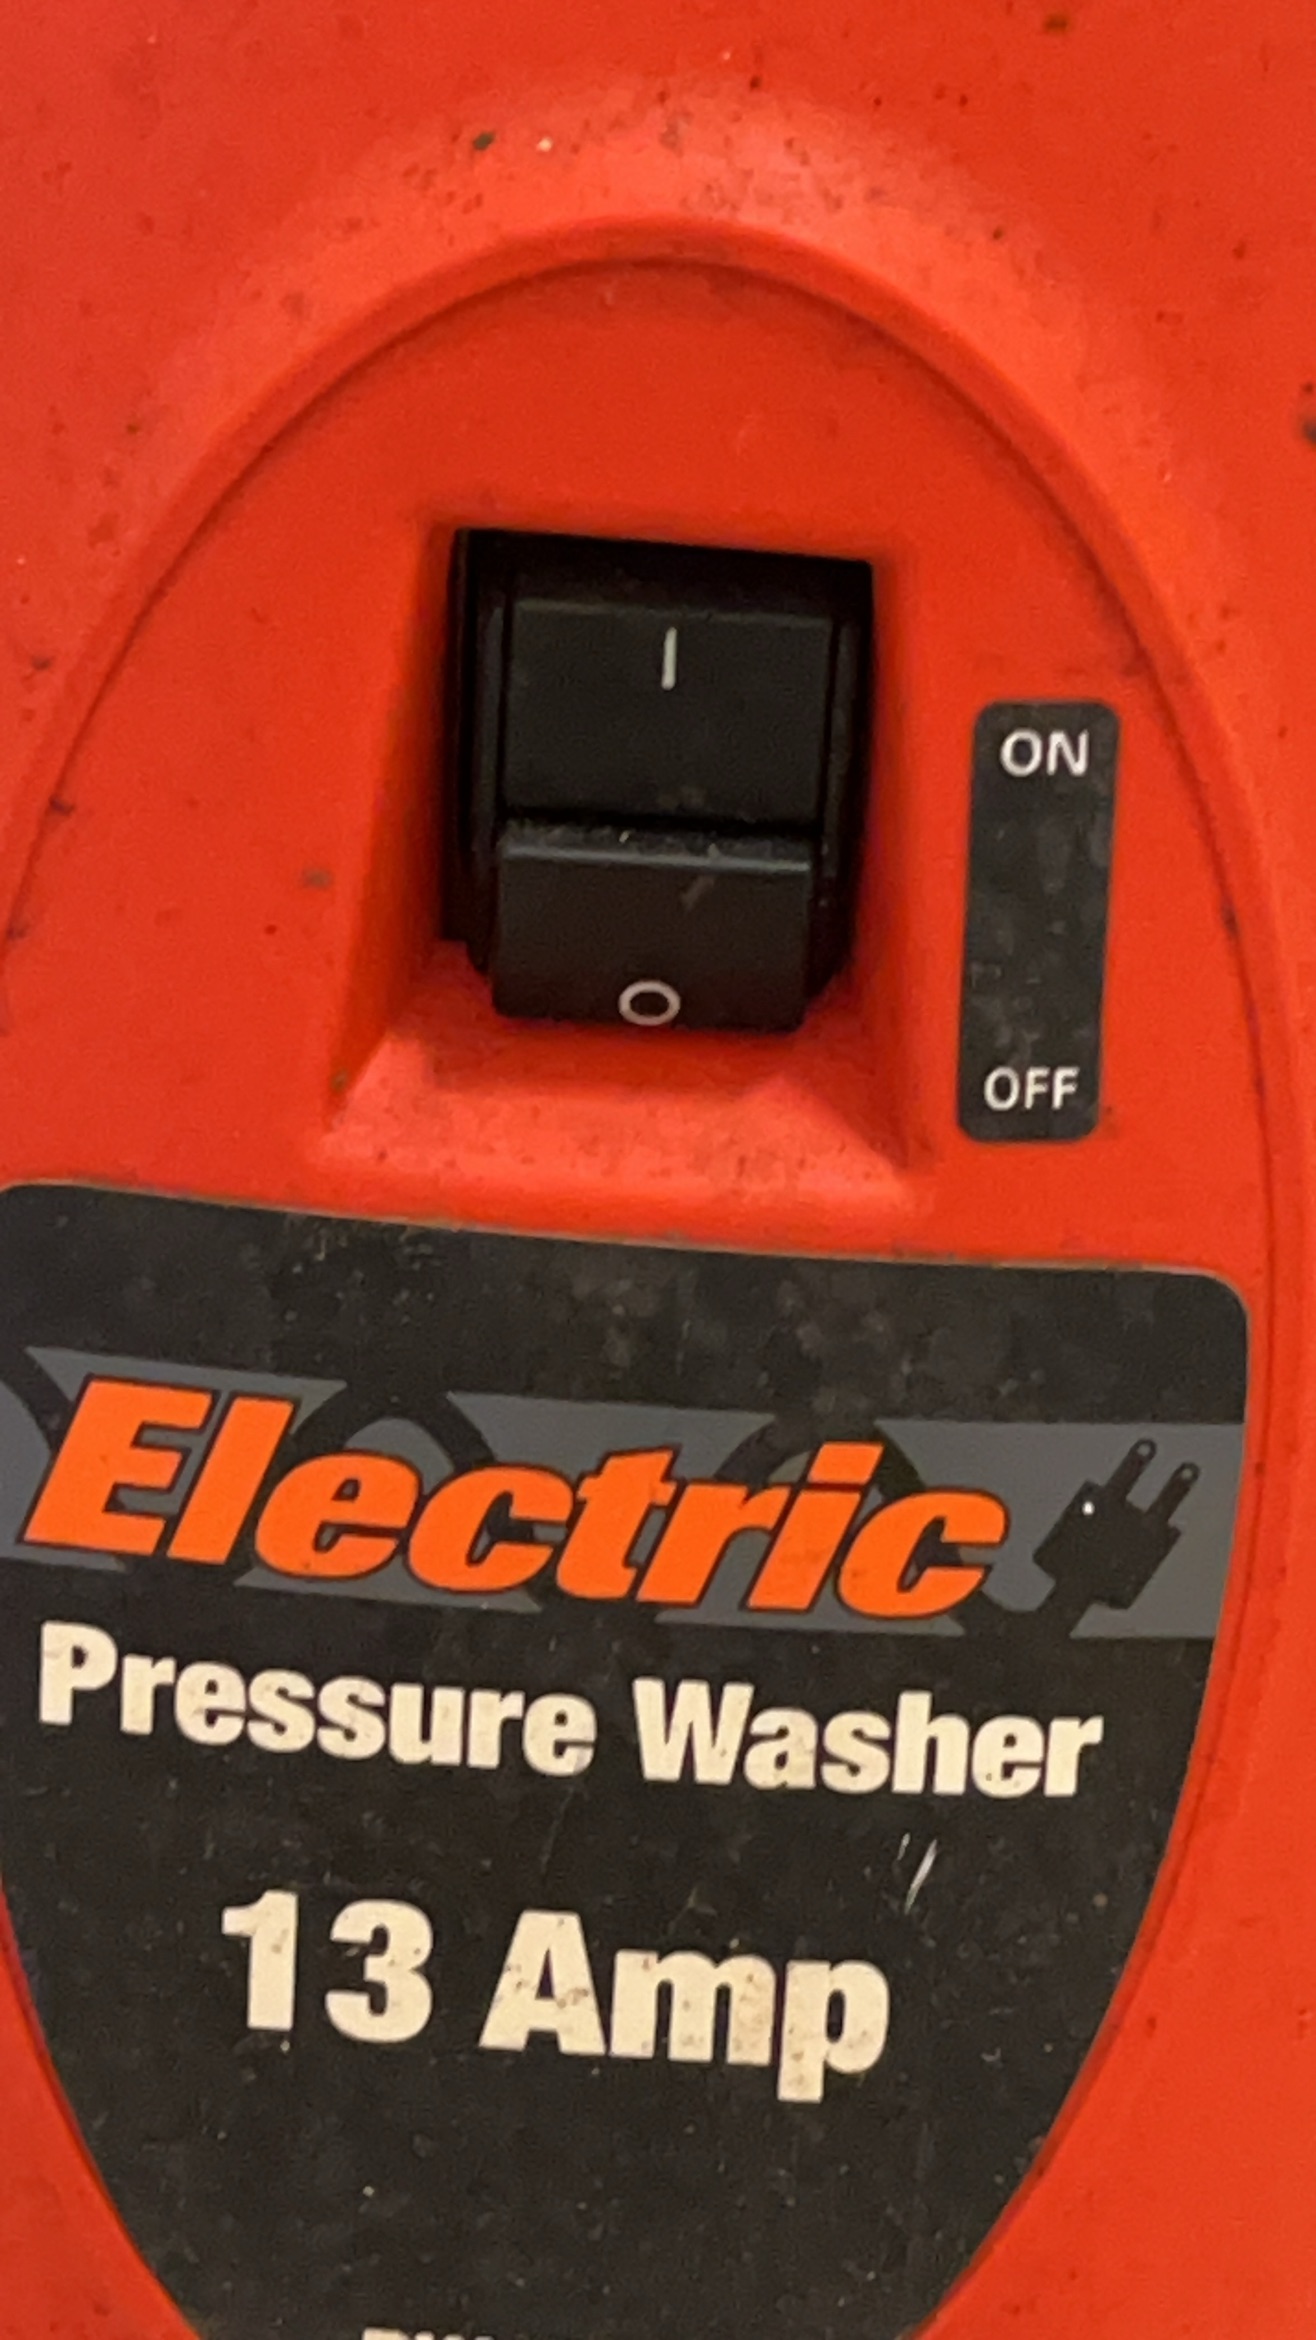 I
ON
O
OFF
Electric
Pressure Washer
13 Amp